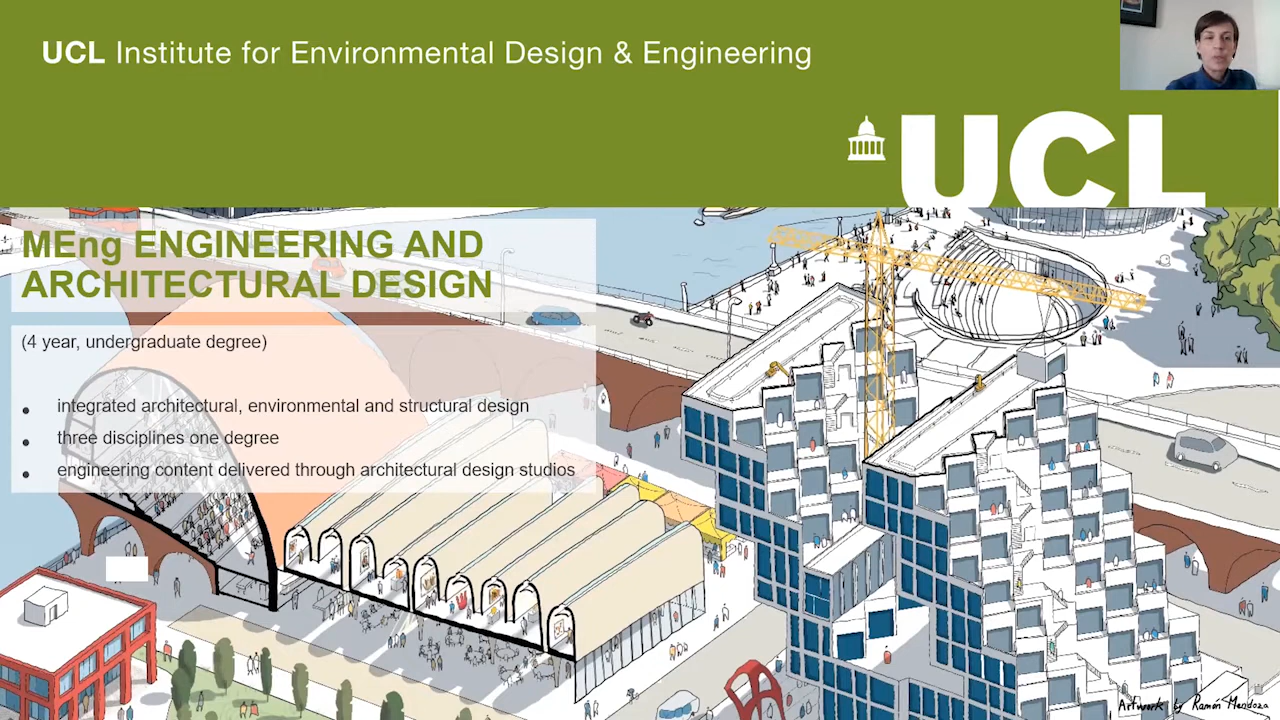 UCL Institute for Environmental Design & Engineering
UCL
MEng ENGINEERING AND
ARCHITECTURAL DESIGN
(4 year, undergraduate degree)
• integrated architectural, environmental and structural design
• three disciplines one degree
• engineering content delivered through architectural design studios
Artwork by Ramón Mendoza